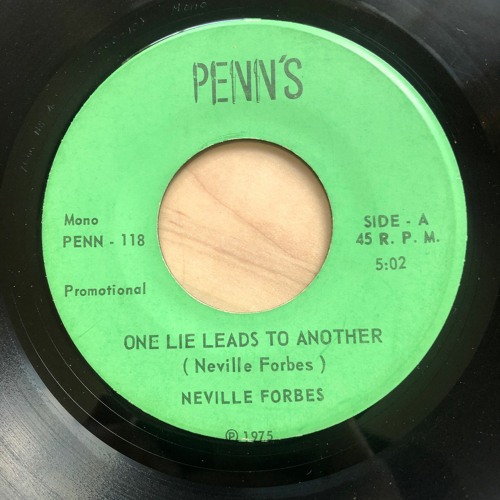 PENN'S
Mono
PENN - 118
Promotional
SIDE - A
45 R. P. M.
5:02
ONE LIE LEADS TO ANOTHER
( Neville Forbes )
NEVILLE FORBES
℗ 1975